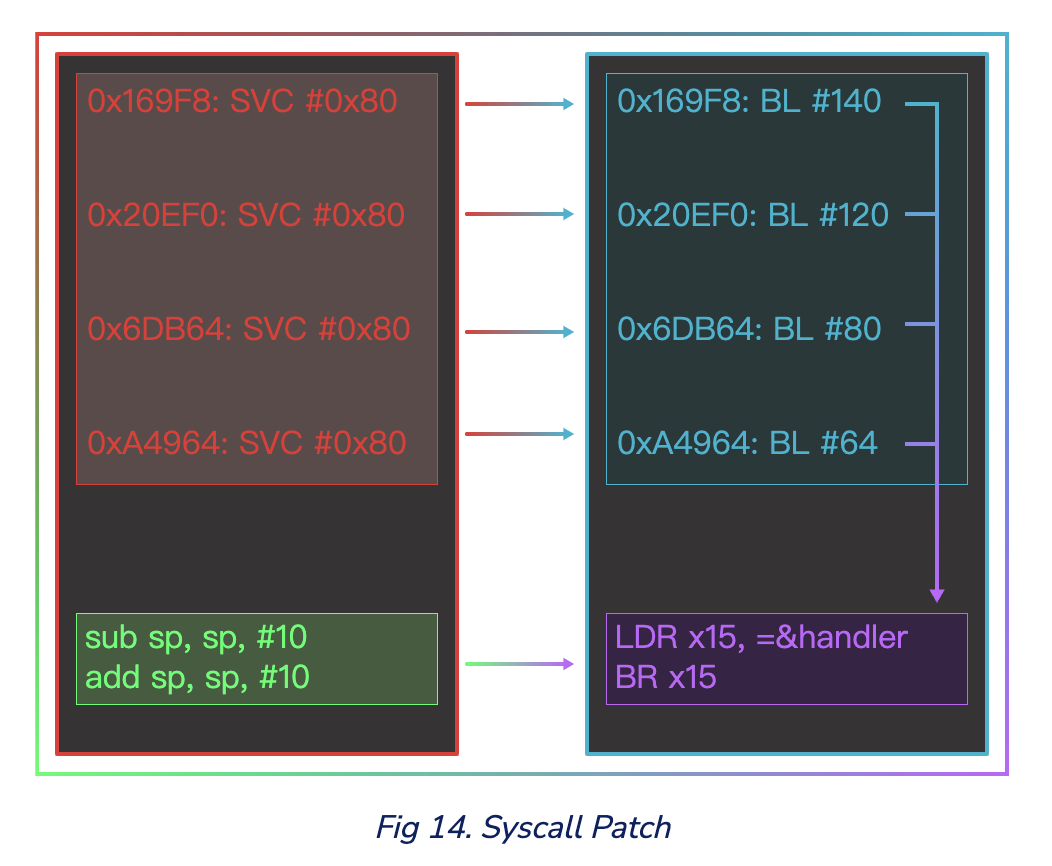 0x169F8: SVC #0x80
0x20EF0: SVC #0x80
0x6DB64: SVC #0x80
0xA4964: SVC #0x80
sub sp, sp, #10
add sp, sp, #10
0x169F8: BL #140
0x20EF0: BL #120
0x6DB64: BL #80
0xA4964: BL #64
LDR x15, =&handler
BR x15
Fig 14. Syscall Patch